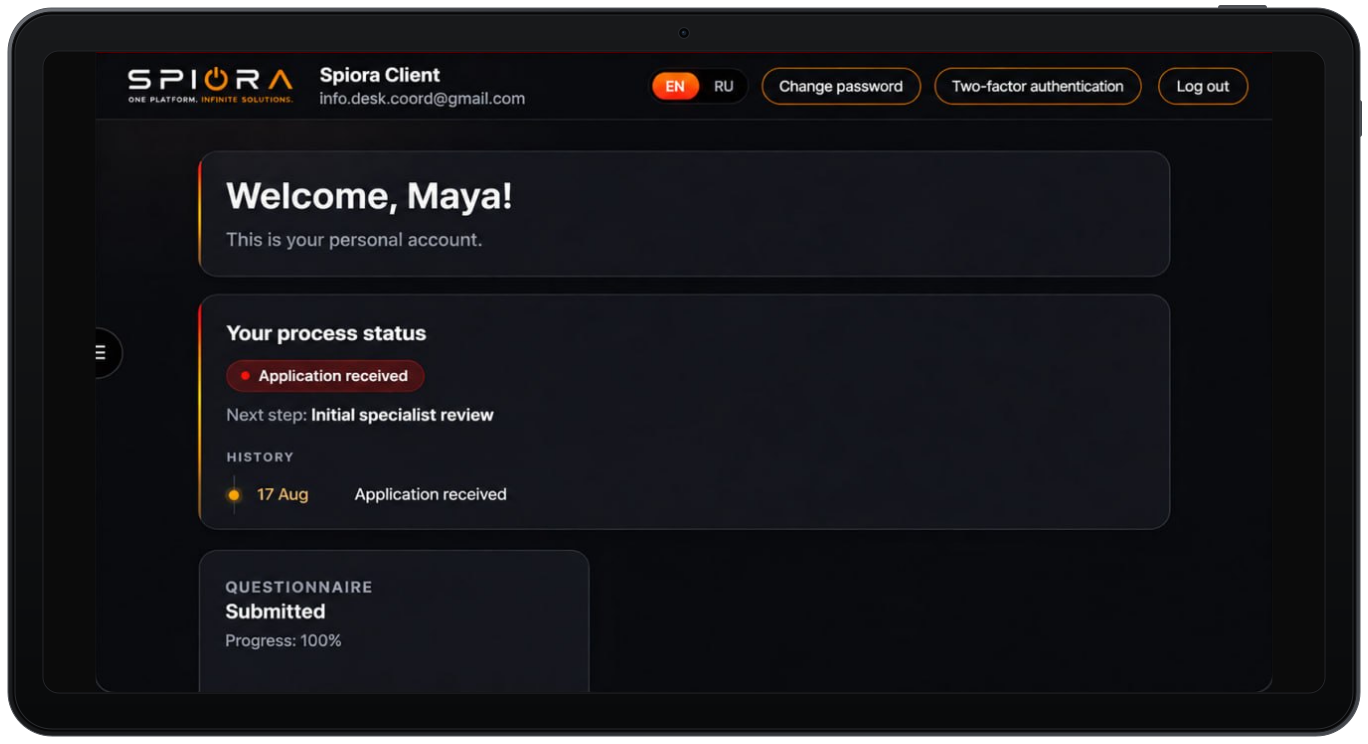 SPIORA
ONE PLATFORM. INFINITE SOLUTIONS.
Spiora Client
info.desk.coord@gmail.com
EN
RU
Change password
Two-factor authentication
Log out
Welcome, Maya!
This is your personal account.
Your process status
Application received
Next step: Initial specialist review
HISTORY
17 Aug Application received
QUESTIONNAIRE
Submitted
Progress: 100%